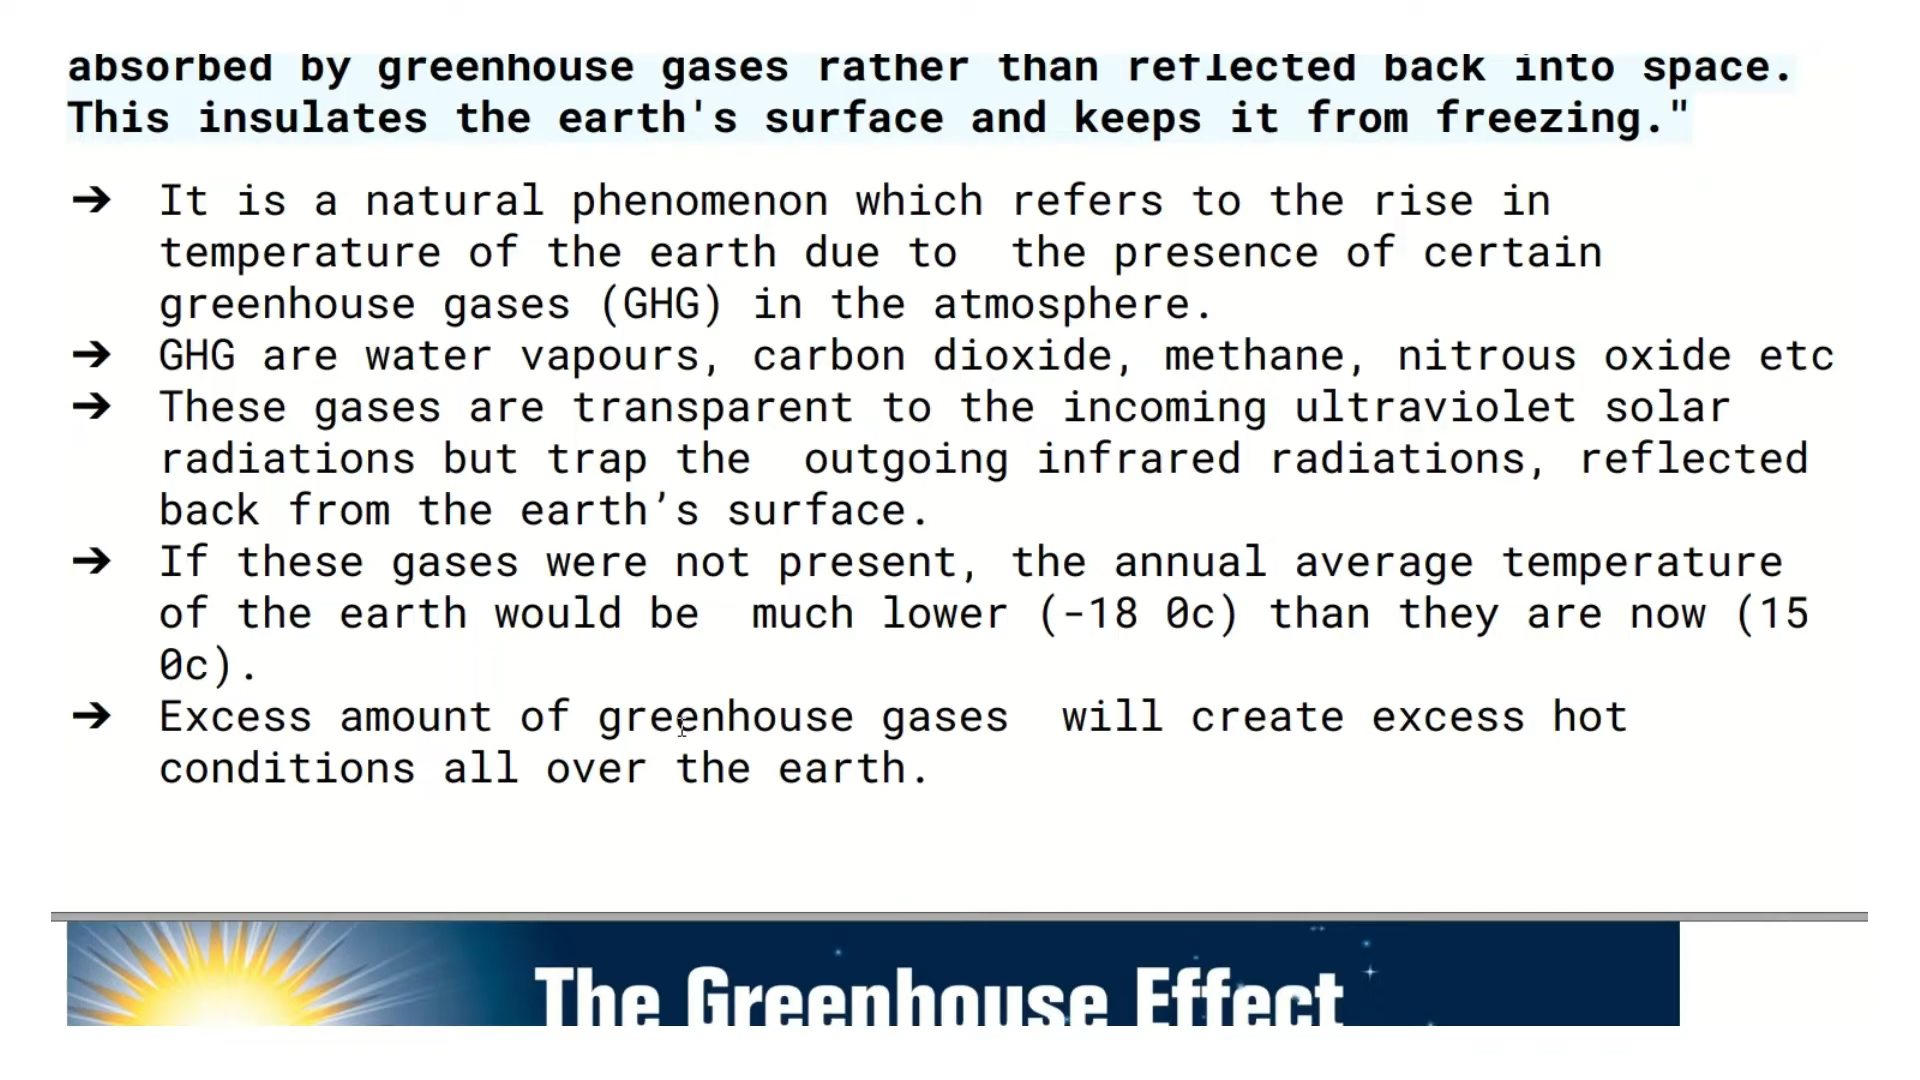 absorbed by greenhouse gases rather than reflected back into space.
This insulates the earth's surface and keeps it from freezing."
➔ It is a natural phenomenon which refers to the rise in
temperature of the earth due to  the presence of certain
greenhouse gases (GHG) in the atmosphere.
➔ GHG are water vapours, carbon dioxide, methane, nitrous oxide etc
➔ These gases are transparent to the incoming ultraviolet solar
radiations but trap the  outgoing infrared radiations, reflected
back from the earth’s surface.
➔ If these gases were not present, the annual average temperature
of the earth would be  much lower (-18 0c) than they are now (15
0c).
➔ Excess amount of greenhouse gases  will create excess hot
conditions all over the earth.
The Greenhouse Effect